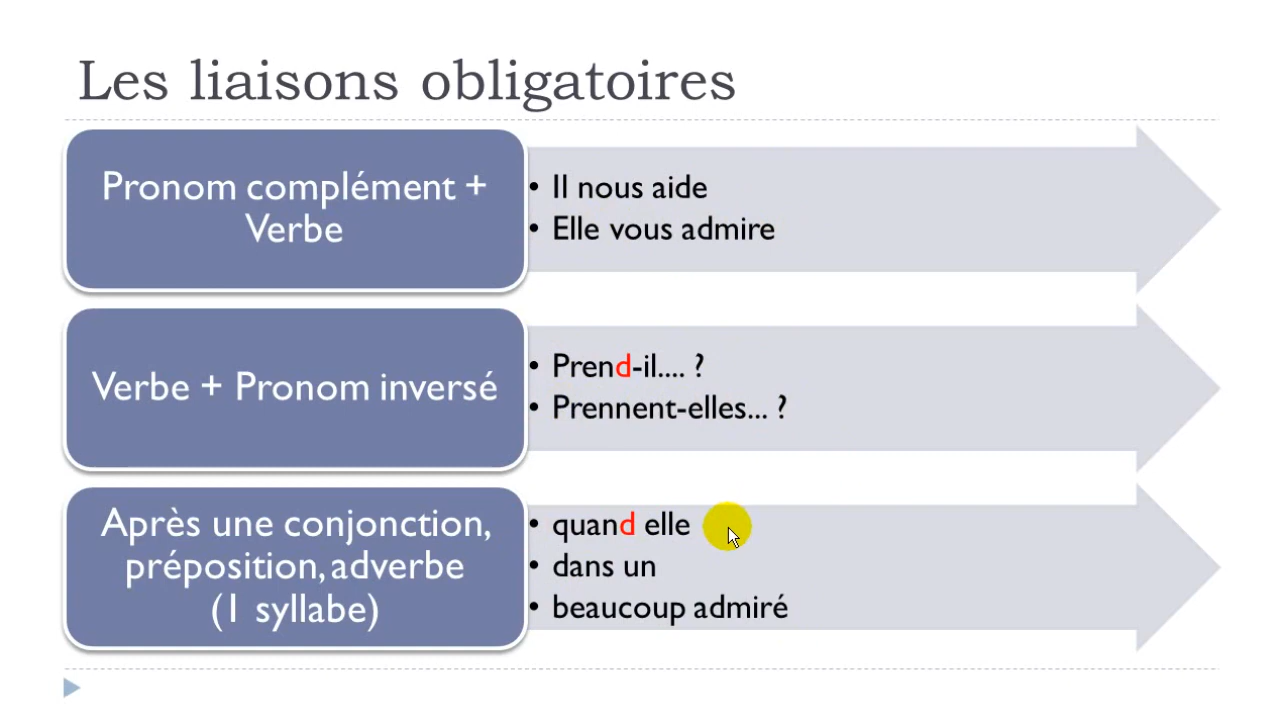 Les liaisons obligatoires
Pronom complément +
Verbe
• Il nous aide
• Elle vous admire
Verbe + Pronom inversé
• Prend-il.... ?
• Prennent-elles... ?
Après une conjonction,
préposition, adverbe
(1 syllabe)
• quand elle
• dans un
• beaucoup admiré